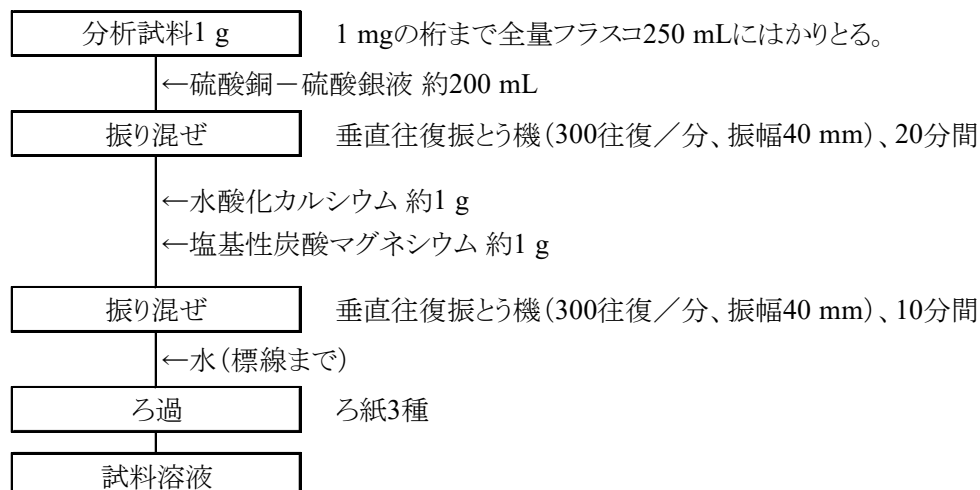 分析試料1 g 1 mgの桁まで全量フラスコ250 mLにはかりとる。
←硫酸銅－硫酸銀液 約200 mL
振り混ぜ 垂直往復振とう機(300往復／分、振幅40 mm)、20分間
←水酸化カルシウム 約1 g
←塩基性炭酸マグネシウム 約1 g
振り混ぜ 垂直往復振とう機(300往復／分、振幅40 mm)、10分間
←水(標線まで)
ろ過 ろ紙3種
試料溶液